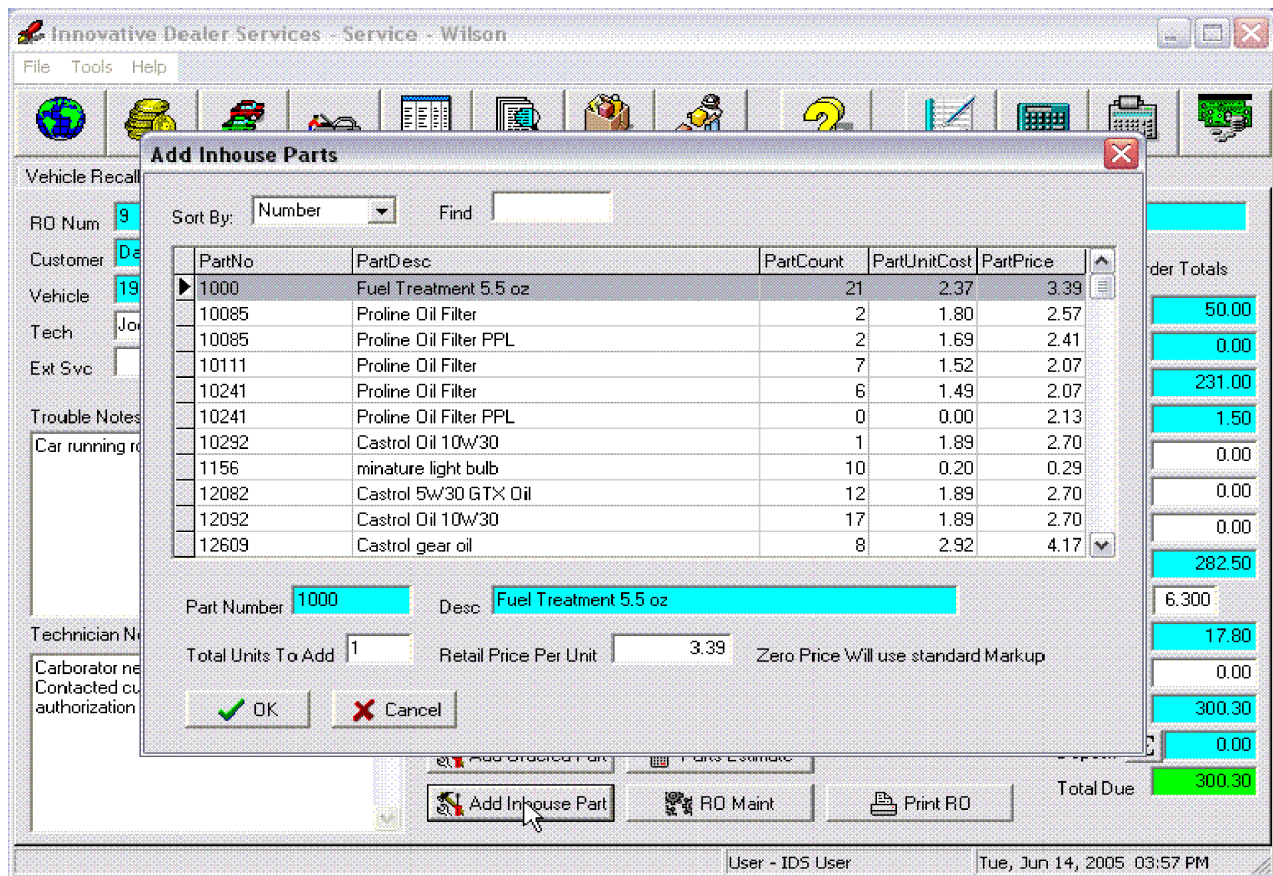 Innovative Dealer Services - Service - Wilson
File Tools Help
Add Inhouse Parts
Vehicle Recall
Sort By: Number Find
RO Num 9
Customer Da
Vehicle 19
Tech
Ext Svc
PartNo PartDesc PartCount PartUnitCost PartPrice
1000 Fuel Treatment 5.5 oz 21 2.37 3.39
10085 Proline Oil Filter 2 1.80 2.57
10085 Proline Oil Filter PPL 2 1.69 2.41
10111 Proline Oil Filter 7 1.52 2.07
10241 Proline Oil Filter 6 1.49 2.07
10241 Proline Oil Filter PPL 0 0.00 2.13
10292 Castrol Oil 10W30 1 1.89 2.70
1156 minature light bulb 10 0.20 0.29
12082 Castrol 5W30 GTX Oil 12 1.89 2.70
12092 Castrol Oil 10W30 17 1.89 2.70
12609 Castrol gear oil 8 2.92 4.17
Part Number 1000 Desc Fuel Treatment 5.5 oz
Total Units To Add 1 Retail Price Per Unit 3.39 Zero Price Will use standard Markup
OK Cancel
Trouble Notes
Car running
Technician
Carborator ne
Contacted cu
authorization
Totals
50.00
0.00
231.00
1.50
0.00
0.00
0.00
282.50
6.300
17.80
0.00
300.30
0.00
Total Due 300.30
Add Ordered Part Parts Estimate
Add Inhouse Part RO Maint Print RO
User - IDS User Tue, Jun 14, 2005 03:57 PM